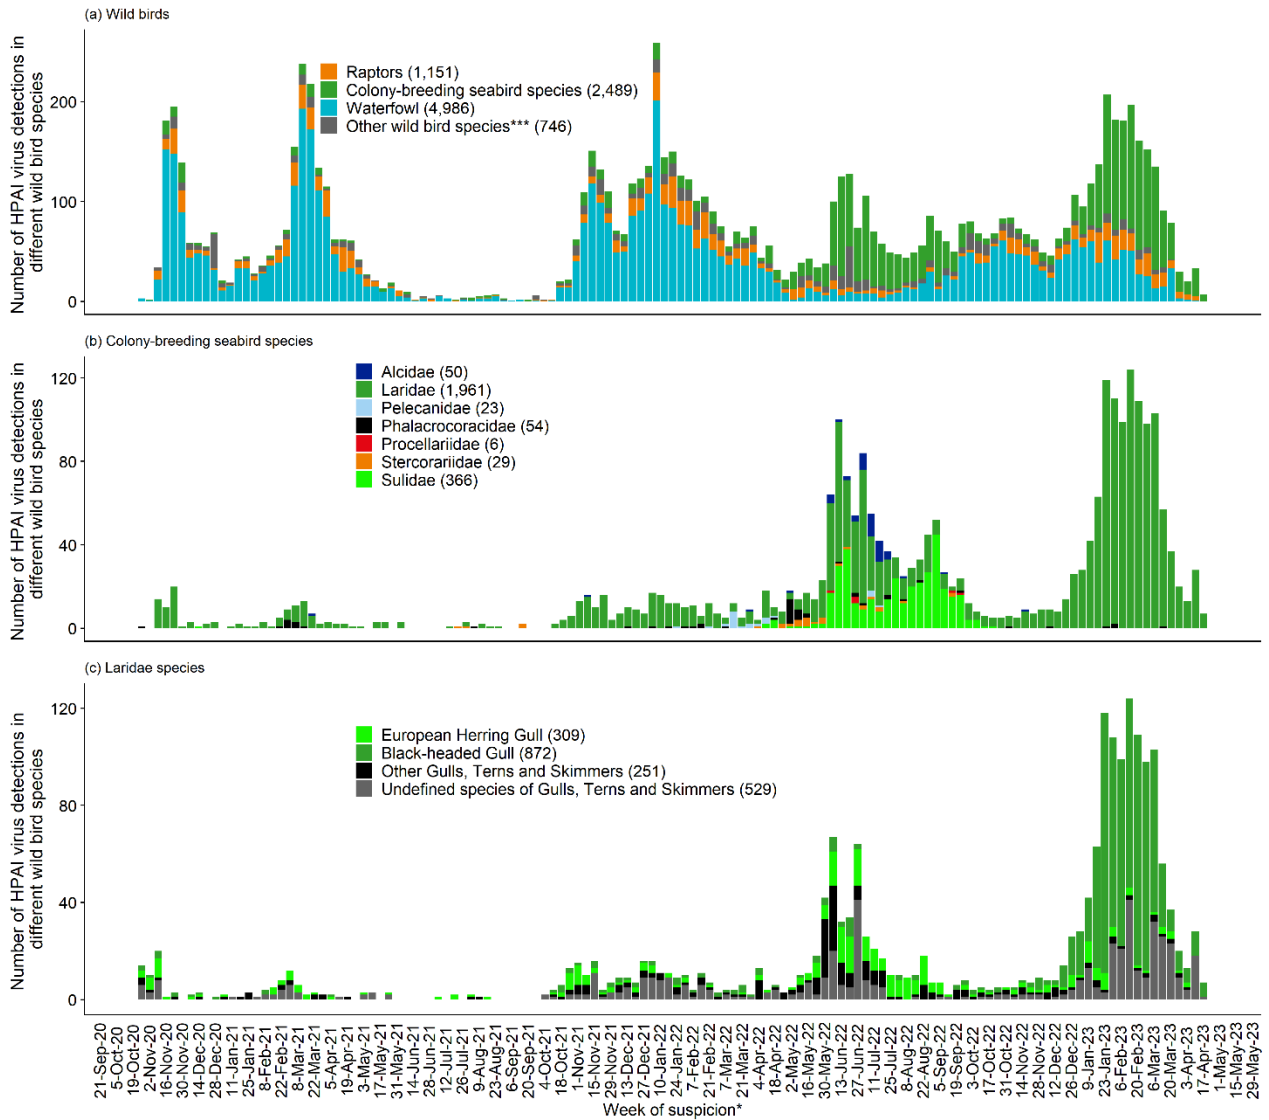 (a) Wild birds
Number of HPAI virus detections in
different wild bird species
200
100
0
Raptors (1,151)
Colony-breeding seabird species (2,489)
Waterfowl (4,986)
Other wild bird species*** (746)
(b) Colony-breeding seabird species
Number of HPAI virus detections in
different wild bird species
120
80
40
0
Alcidae (50)
Laridae (1,961)
Pelecanidae (23)
Phalacrocoracidae (54)
Procellariidae (6)
Stercorariidae (29)
Sulidae (366)
(c) Laridae species
Number of HPAI virus detections in
different wild bird species
120
80
40
0
European Herring Gull (309)
Black-headed Gull (872)
Other Gulls, Terns and Skimmers (251)
Undefined species of Gulls, Terns and Skimmers (529)
21-Sep-20
5-Oct-20
19-Oct-20
2-Nov-20
16-Nov-20
30-Nov-20
14-Dec-20
28-Dec-20
11-Jan-21
25-Jan-21
8-Feb-21
22-Feb-21
8-Mar-21
22-Mar-21
5-Apr-21
19-Apr-21
3-May-21
31-May-21
14-Jun-21
28-Jun-21
12-Jul-21
26-Jul-21
9-Aug-21
6-Sep-21
20-Sep-21
4-Oct-21
18-Oct-21
1-Nov-21
15-Nov-21
29-Nov-21
13-Dec-21
27-Dec-21
10-Jan-22
24-Jan-22
7-Feb-22
21-Feb-22
7-Mar-22
21-Mar-22
4-Apr-22
18-Apr-22
2-May-22
16-May-22
30-May-22
13-Jun-22
27-Jun-22
11-Jul-22
25-Jul-22
8-Aug-22
22-Aug-22
5-Sep-22
19-Sep-22
3-Oct-22
17-Oct-22
31-Oct-22
14-Nov-22
28-Nov-22
12-Dec-22
26-Dec-22
9-Jan-23
23-Jan-23
6-Feb-23
20-Feb-23
6-Mar-23
20-Mar-23
3-Apr-23
17-Apr-23
1-May-23
15-May-23
29-May-23
Week of suspicion*